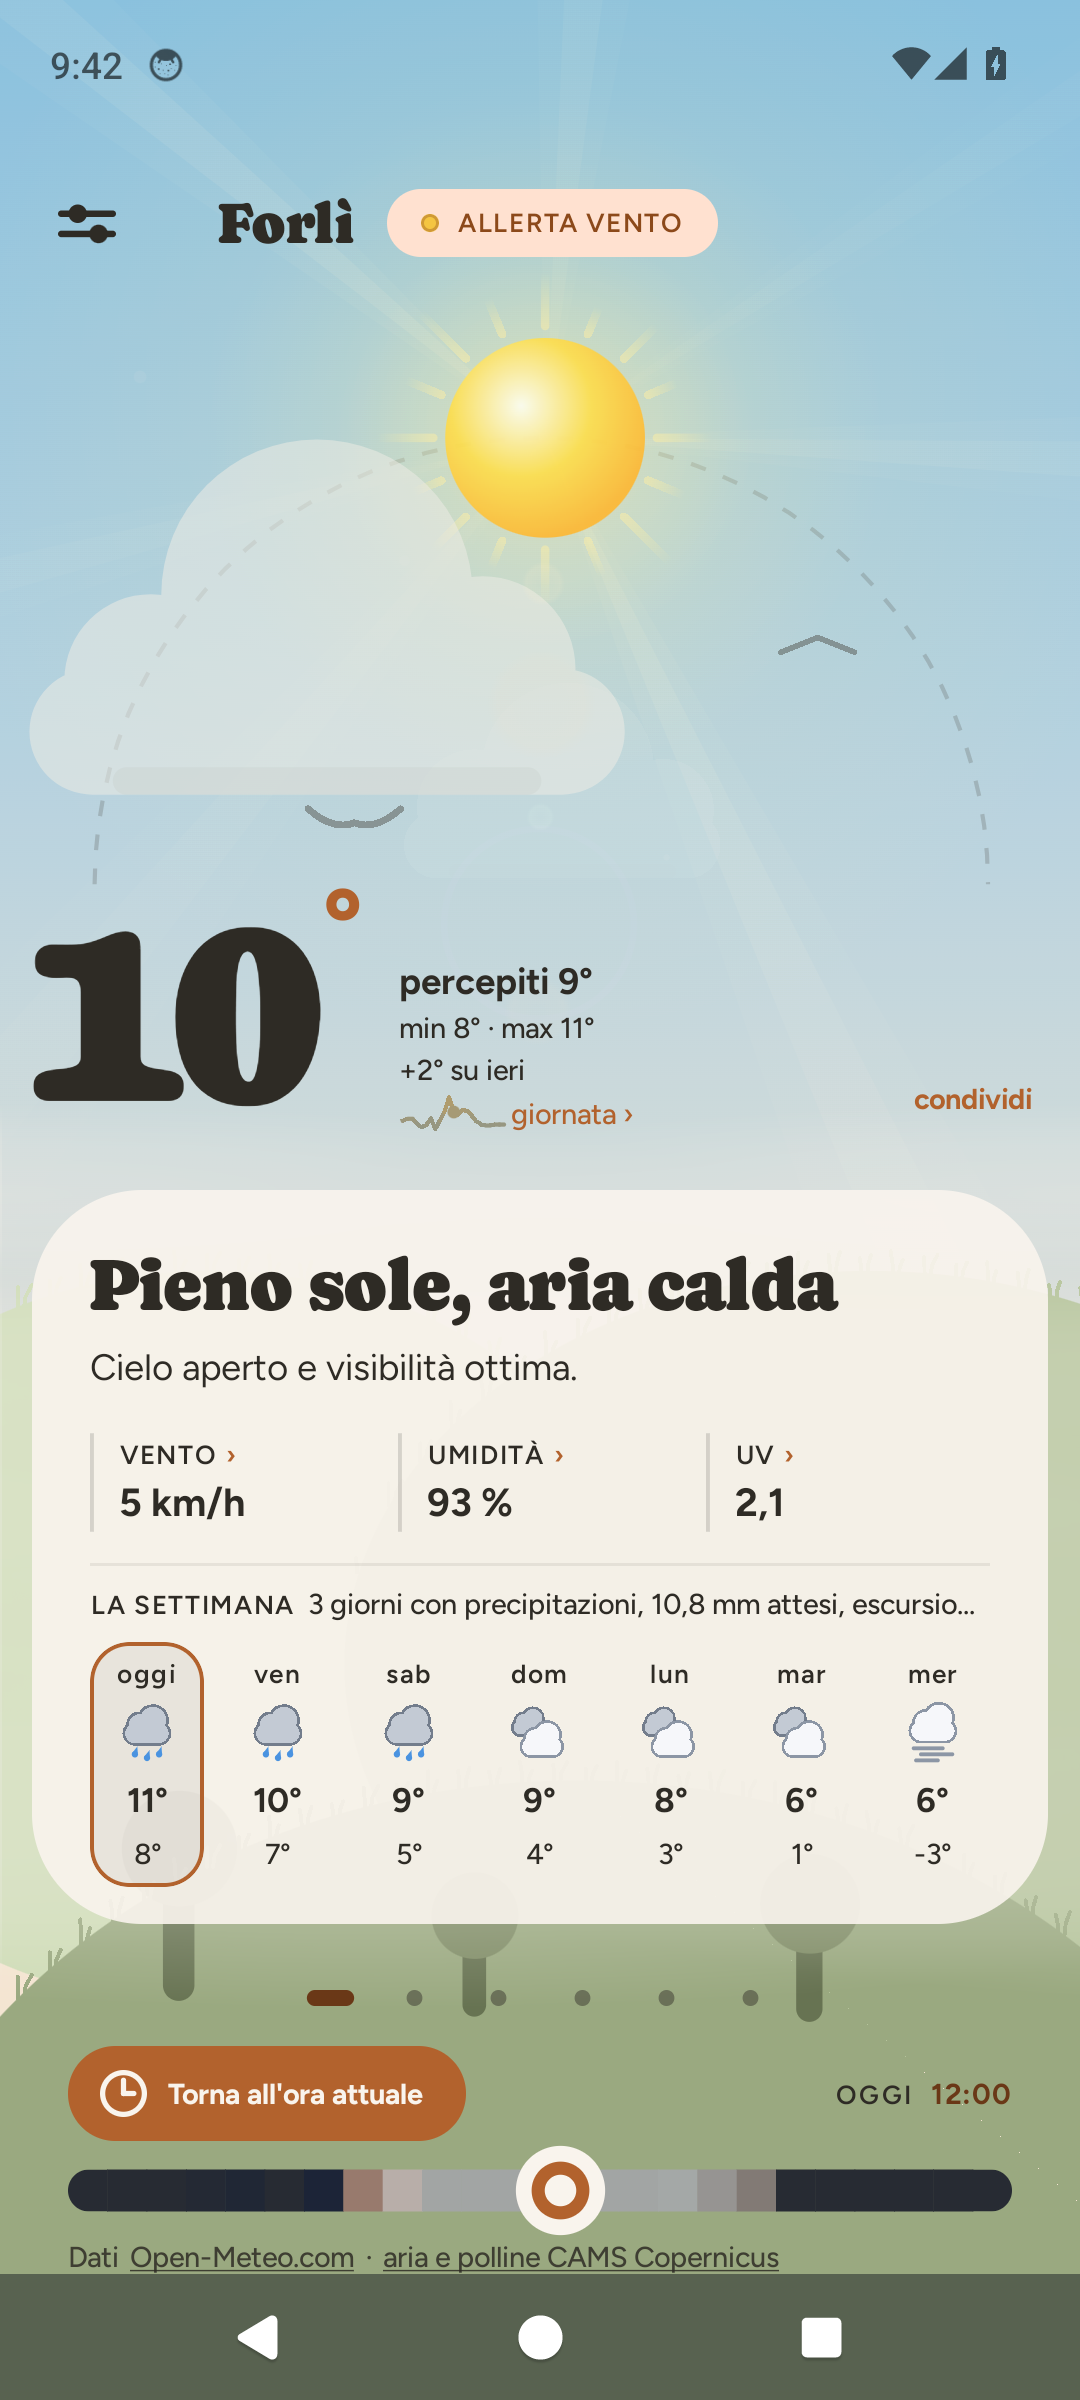 9:42
Forlì
ALLERTA VENTO
10°
percepiti 9°
min 8° · max 11°
+2° su ieri
giornata ›
condividi
Pieno sole, aria calda
Cielo aperto e visibilità ottima.
VENTO › UMIDITÀ › UV ›
5 km/h 93 % 2,1
LA SETTIMANA 3 giorni con precipitazioni, 10,8 mm attesi, escursio...
oggi ven sab dom lun mar mer
11° 10° 9° 9° 8° 6° 6°
8° 7° 5° 4° 3° 1° -3°
Torna all'ora attuale
OGGI 12:00
Dati Open-Meteo.com · aria e polline CAMS Copernicus